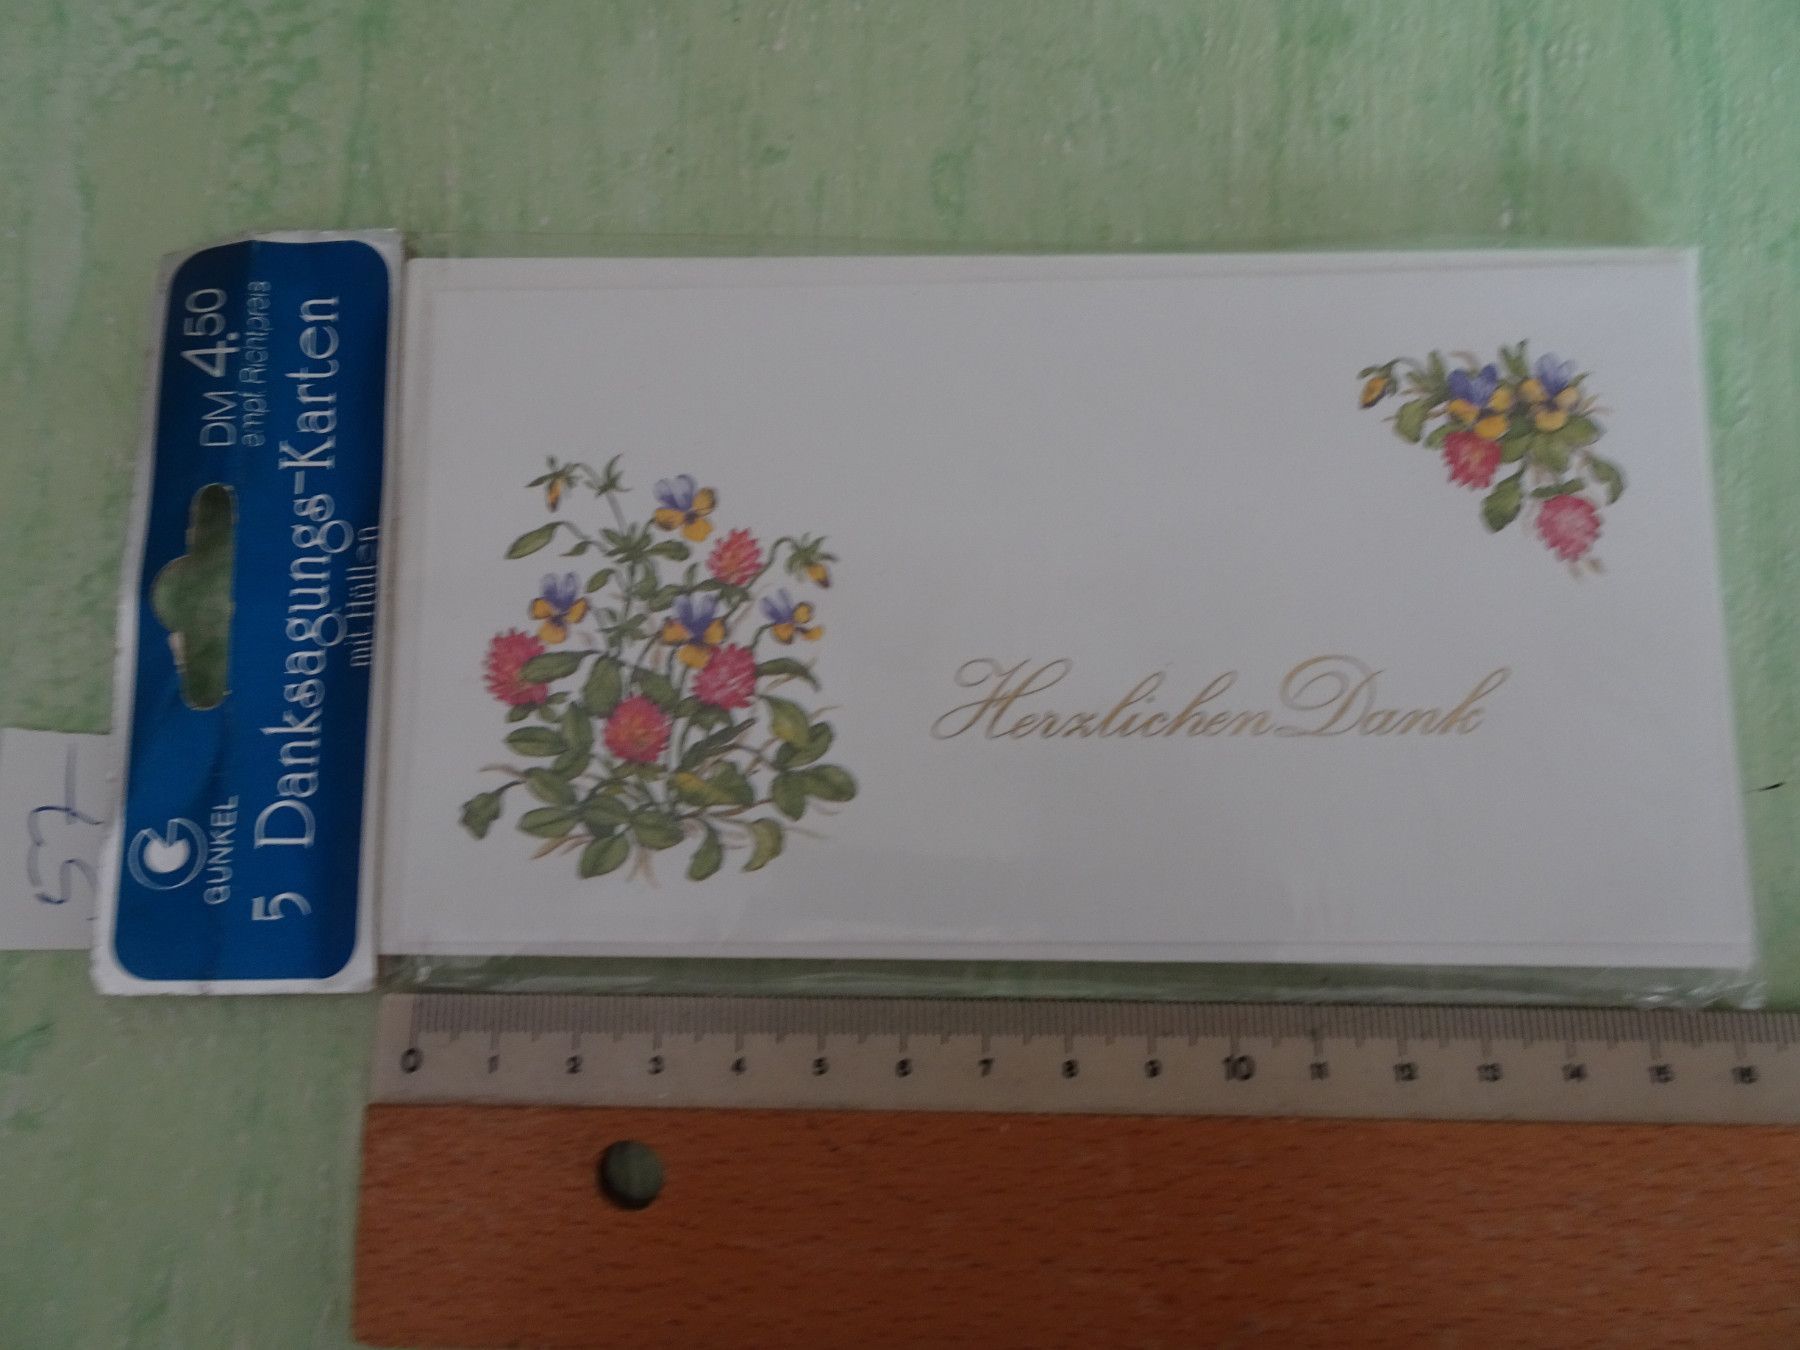 DM 4.50
empf. Richtpreis
GUNKEL
5 Danksagungs-Karten
mit Hüllen
Herzlichen Dank
57
0 1 2 3 4 5 6 7 8 9 10 11 12 13 14 15 16